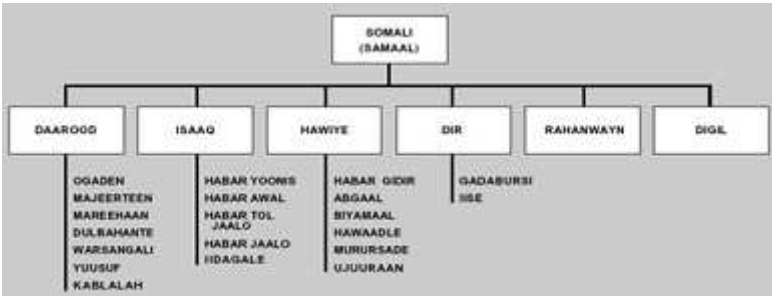 SOMALI
(SAMAAL)
DAAROOD
ISAAQ
HAWIYE
DIR
RAHANWAYN
DIGIL
OGADEN
MAJEERTEEN
MAREEHAAN
DULBAHANTE
WARSANGALI
YUUSUF
KABLALAH
HABAR YOONIS
HABAR AWAL
HABAR TOL
JAALO
HABAR JAALO
IIDAGALE
HABAR GIDIR
ABGAAL
BIYAMAAL
HAWAADLE
MURURSADE
UJUURAAN
GADABURSI
IISE